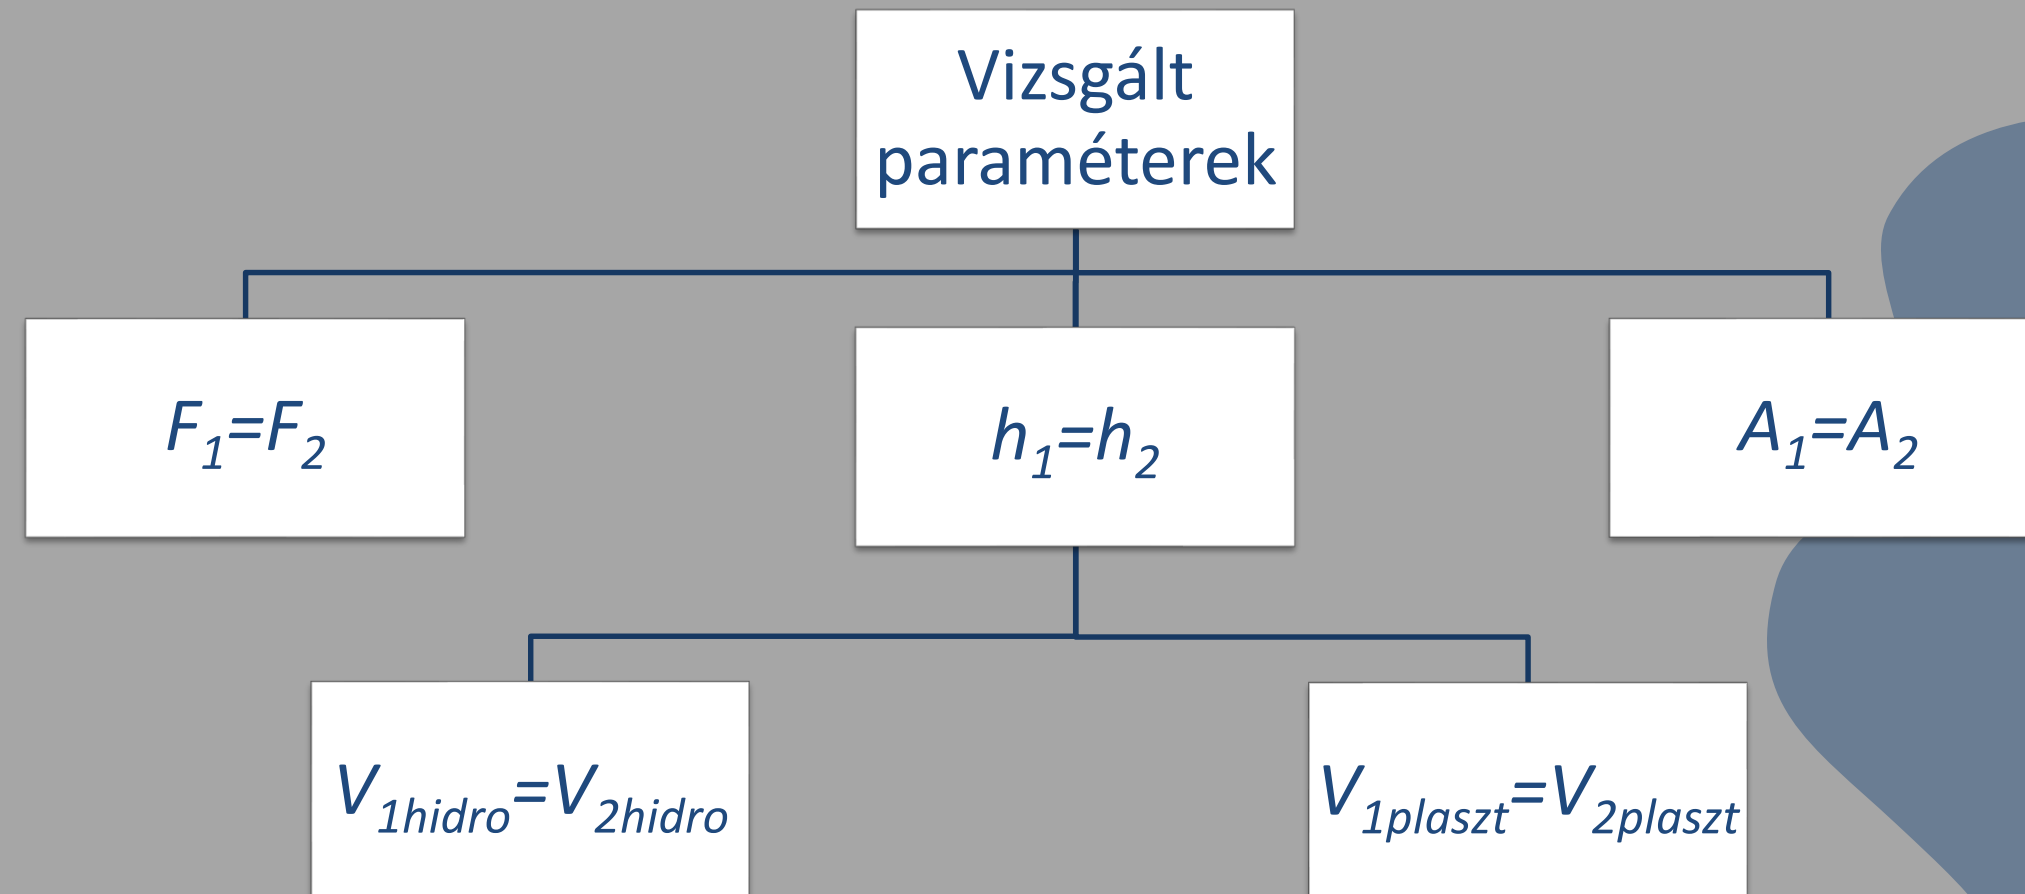 Vizsgált
paraméterek
F₁=F₂
h₁=h₂
A₁=A₂
V₁hidro=V₂hidro
V₁plaszt=V₂plaszt